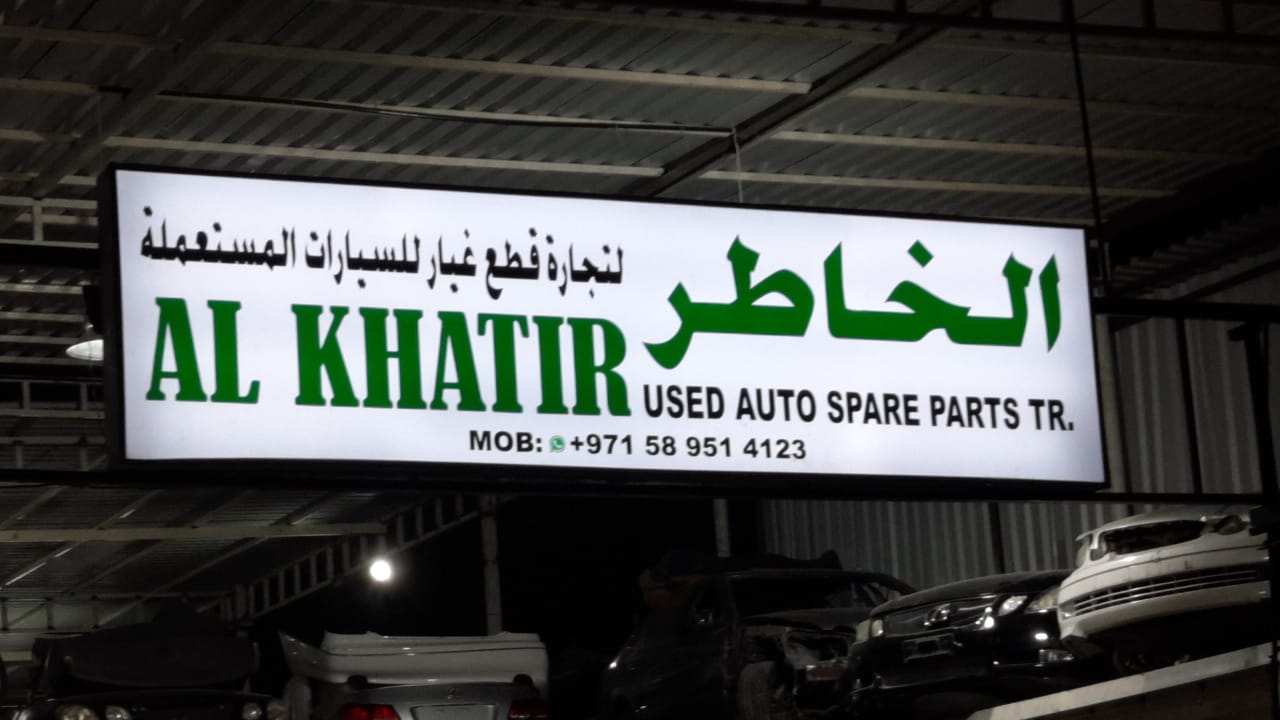 الخاطر
لتجارة قطع غيار للسيارات المستعملة
AL KHATIR
USED AUTO SPARE PARTS TR.
MOB: +971 58 951 4123